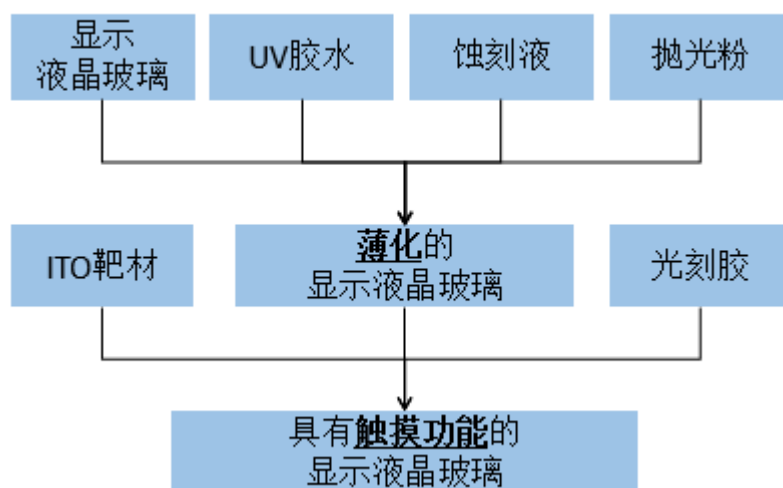 显示
液晶玻璃
UV胶水
蚀刻液
抛光粉
ITO靶材
薄化的
显示液晶玻璃
光刻胶
具有触摸功能的
显示液晶玻璃